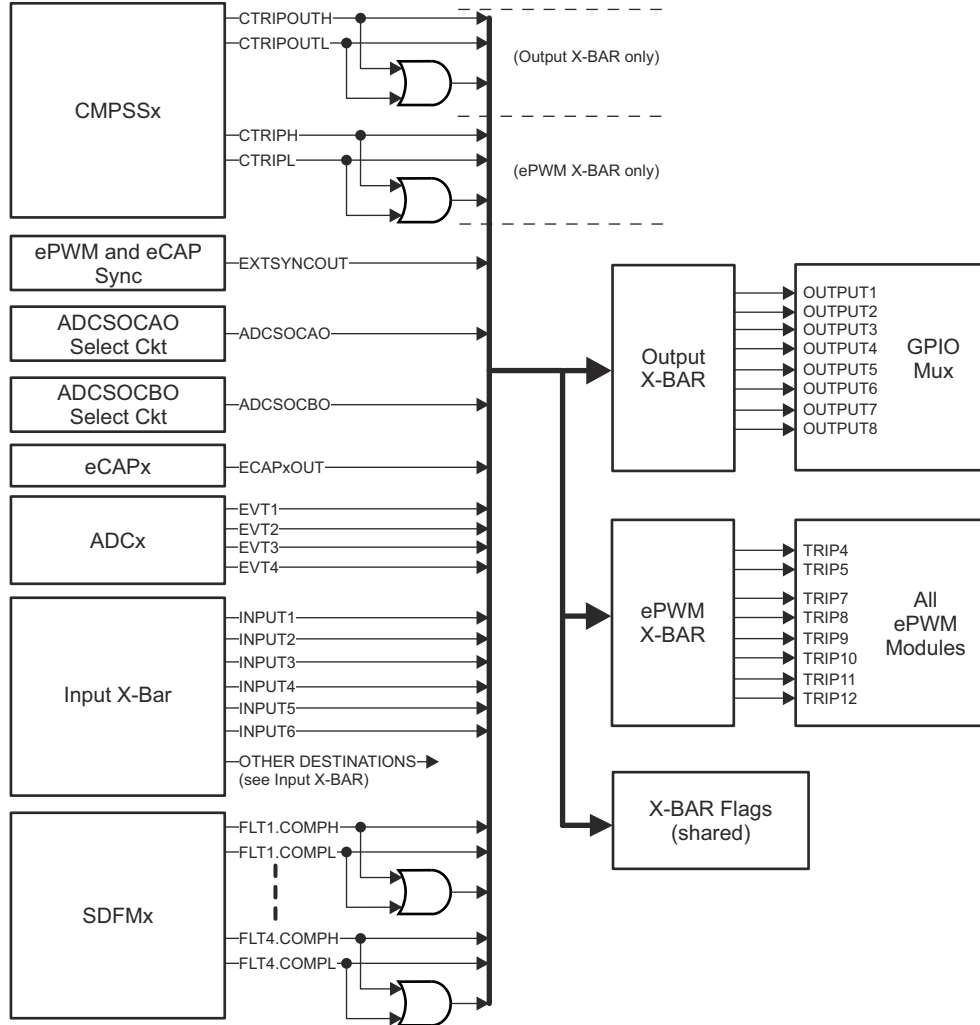 CMPSSx
CTRIPOUTH
CTRIPOUTL
(Output X-BAR only)
CTRIPH
CTRIPL
(ePWM X-BAR only)
ePWM and eCAP
Sync
EXTSYNCOUT
ADCSOCAO
Select Ckt
ADCSOCAO
ADCSOCBO
Select Ckt
ADCSOCBO
eCAPx
ECAPxOUT
ADCx
EVT1
EVT2
EVT3
EVT4
Input X-Bar
INPUT1
INPUT2
INPUT3
INPUT4
INPUT5
INPUT6
OTHER DESTINATIONS
(see Input X-BAR)
SDFMx
FLT1.COMPH
FLT1.COMPL
FLT4.COMPH
FLT4.COMPL
Output
X-BAR
OUTPUT1
OUTPUT2
OUTPUT3
OUTPUT4
OUTPUT5
OUTPUT6
OUTPUT7
OUTPUT8
GPIO
Mux
ePWM
X-BAR
TRIP4
TRIP5
TRIP7
TRIP8
TRIP9
TRIP10
TRIP11
TRIP12
All
ePWM
Modules
X-BAR Flags
(shared)